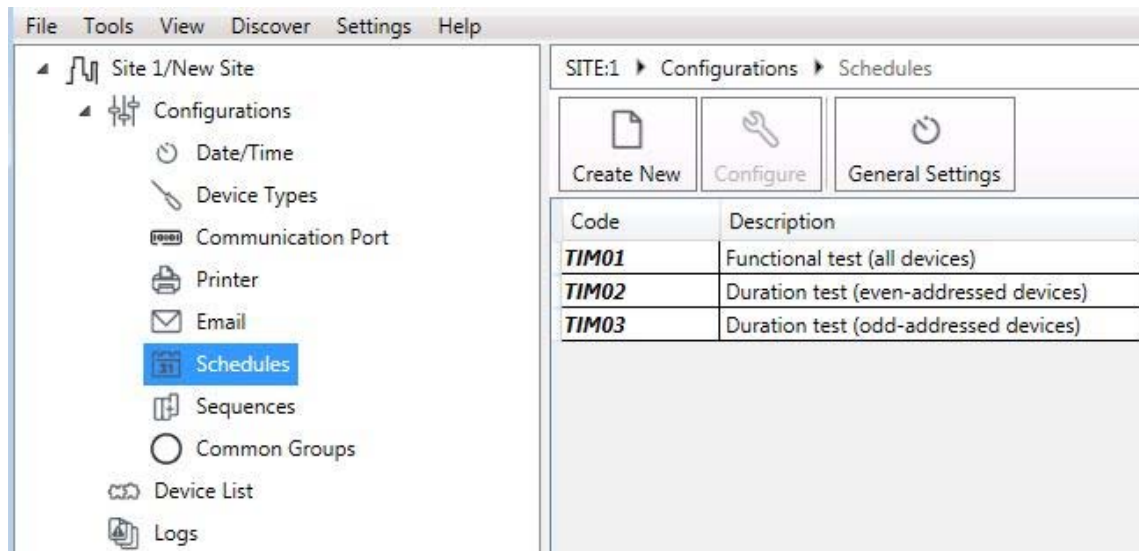 File Tools View Discover Settings Help
Site 1/New Site
Configurations
Date/Time
Device Types
Communication Port
Printer
Email
Schedules
Sequences
Common Groups
Device List
Logs
SITE:1 Configurations Schedules
Create New Configure General Settings
Code Description
TIM01 Functional test (all devices)
TIM02 Duration test (even-addressed devices)
TIM03 Duration test (odd-addressed devices)